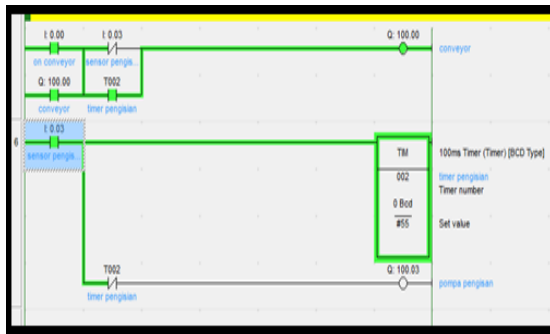 I: 0.00 I: 0.03 Q: 100.00
on conveyor sensor pengis... conveyor
Q: 100.00 T002
conveyor timer pengisian
6
I: 0.03
sensor pengis...
TIM 100ms Timer (Timer) [BCD Type]
002 timer pengisian
Timer number
0 Bcd
#55 Set value
T002 Q: 100.03
timer pengisian pompa pengisan